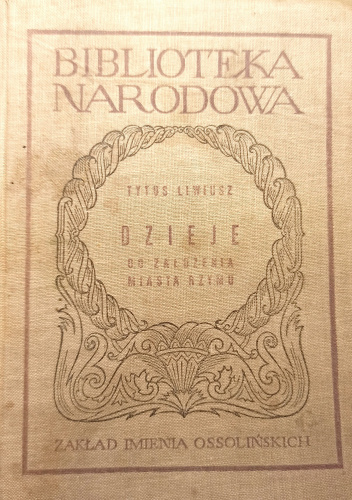 BIBLIOTEKA
NARODOWA
TYTUS LIWIUSZ
DZIEJE
OD ZAŁOŻENIA
MIASTA RZYMU
ZAKŁAD IMIENIA OSSOLIŃSKICH